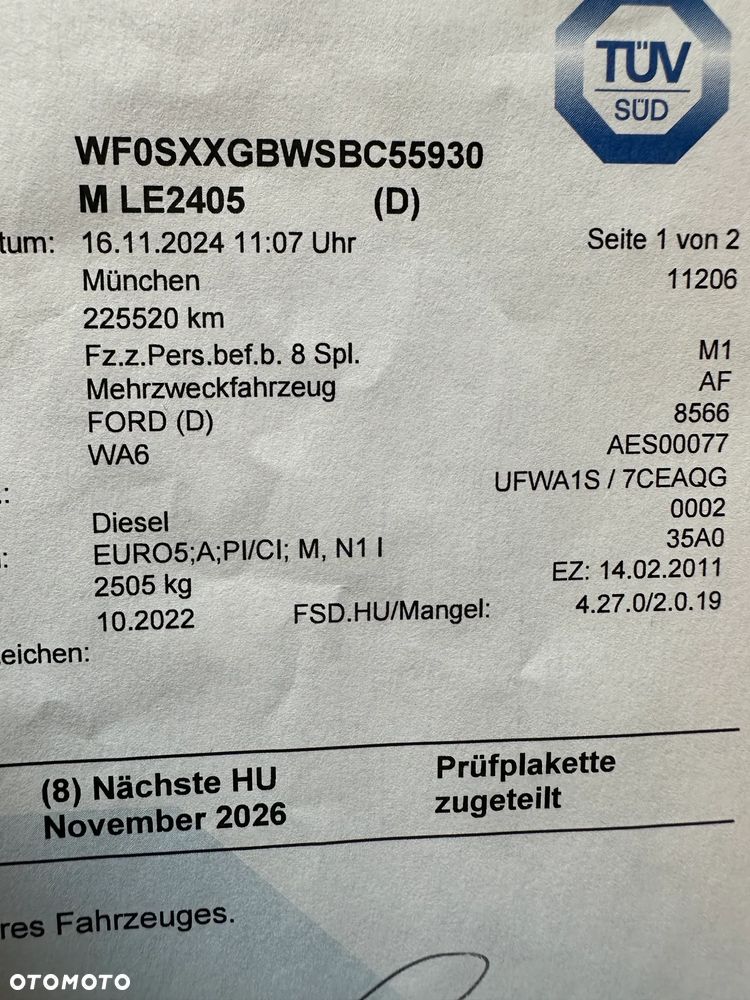 TÜV
SÜD
WF0SXXGBWSBC55930
M LE2405 (D)
tum: 16.11.2024 11:07 Uhr Seite 1 von 2
München 11206
225520 km
Fz.z.Pers.bef.b. 8 Spl. M1
Mehrzweckfahrzeug AF
FORD (D) 8566
WA6 AES00077
.: UFWA1S / 7CEAQG
Diesel 0002
: EURO5;A;PI/CI; M, N1 I 35A0
2505 kg EZ: 14.02.2011
10.2022 FSD.HU/Mangel: 4.27.0/2.0.19
eichen:
(8) Nächste HU Prüfplakette
November 2026 zugeteilt
res Fahrzeuges.
OTOMOTO